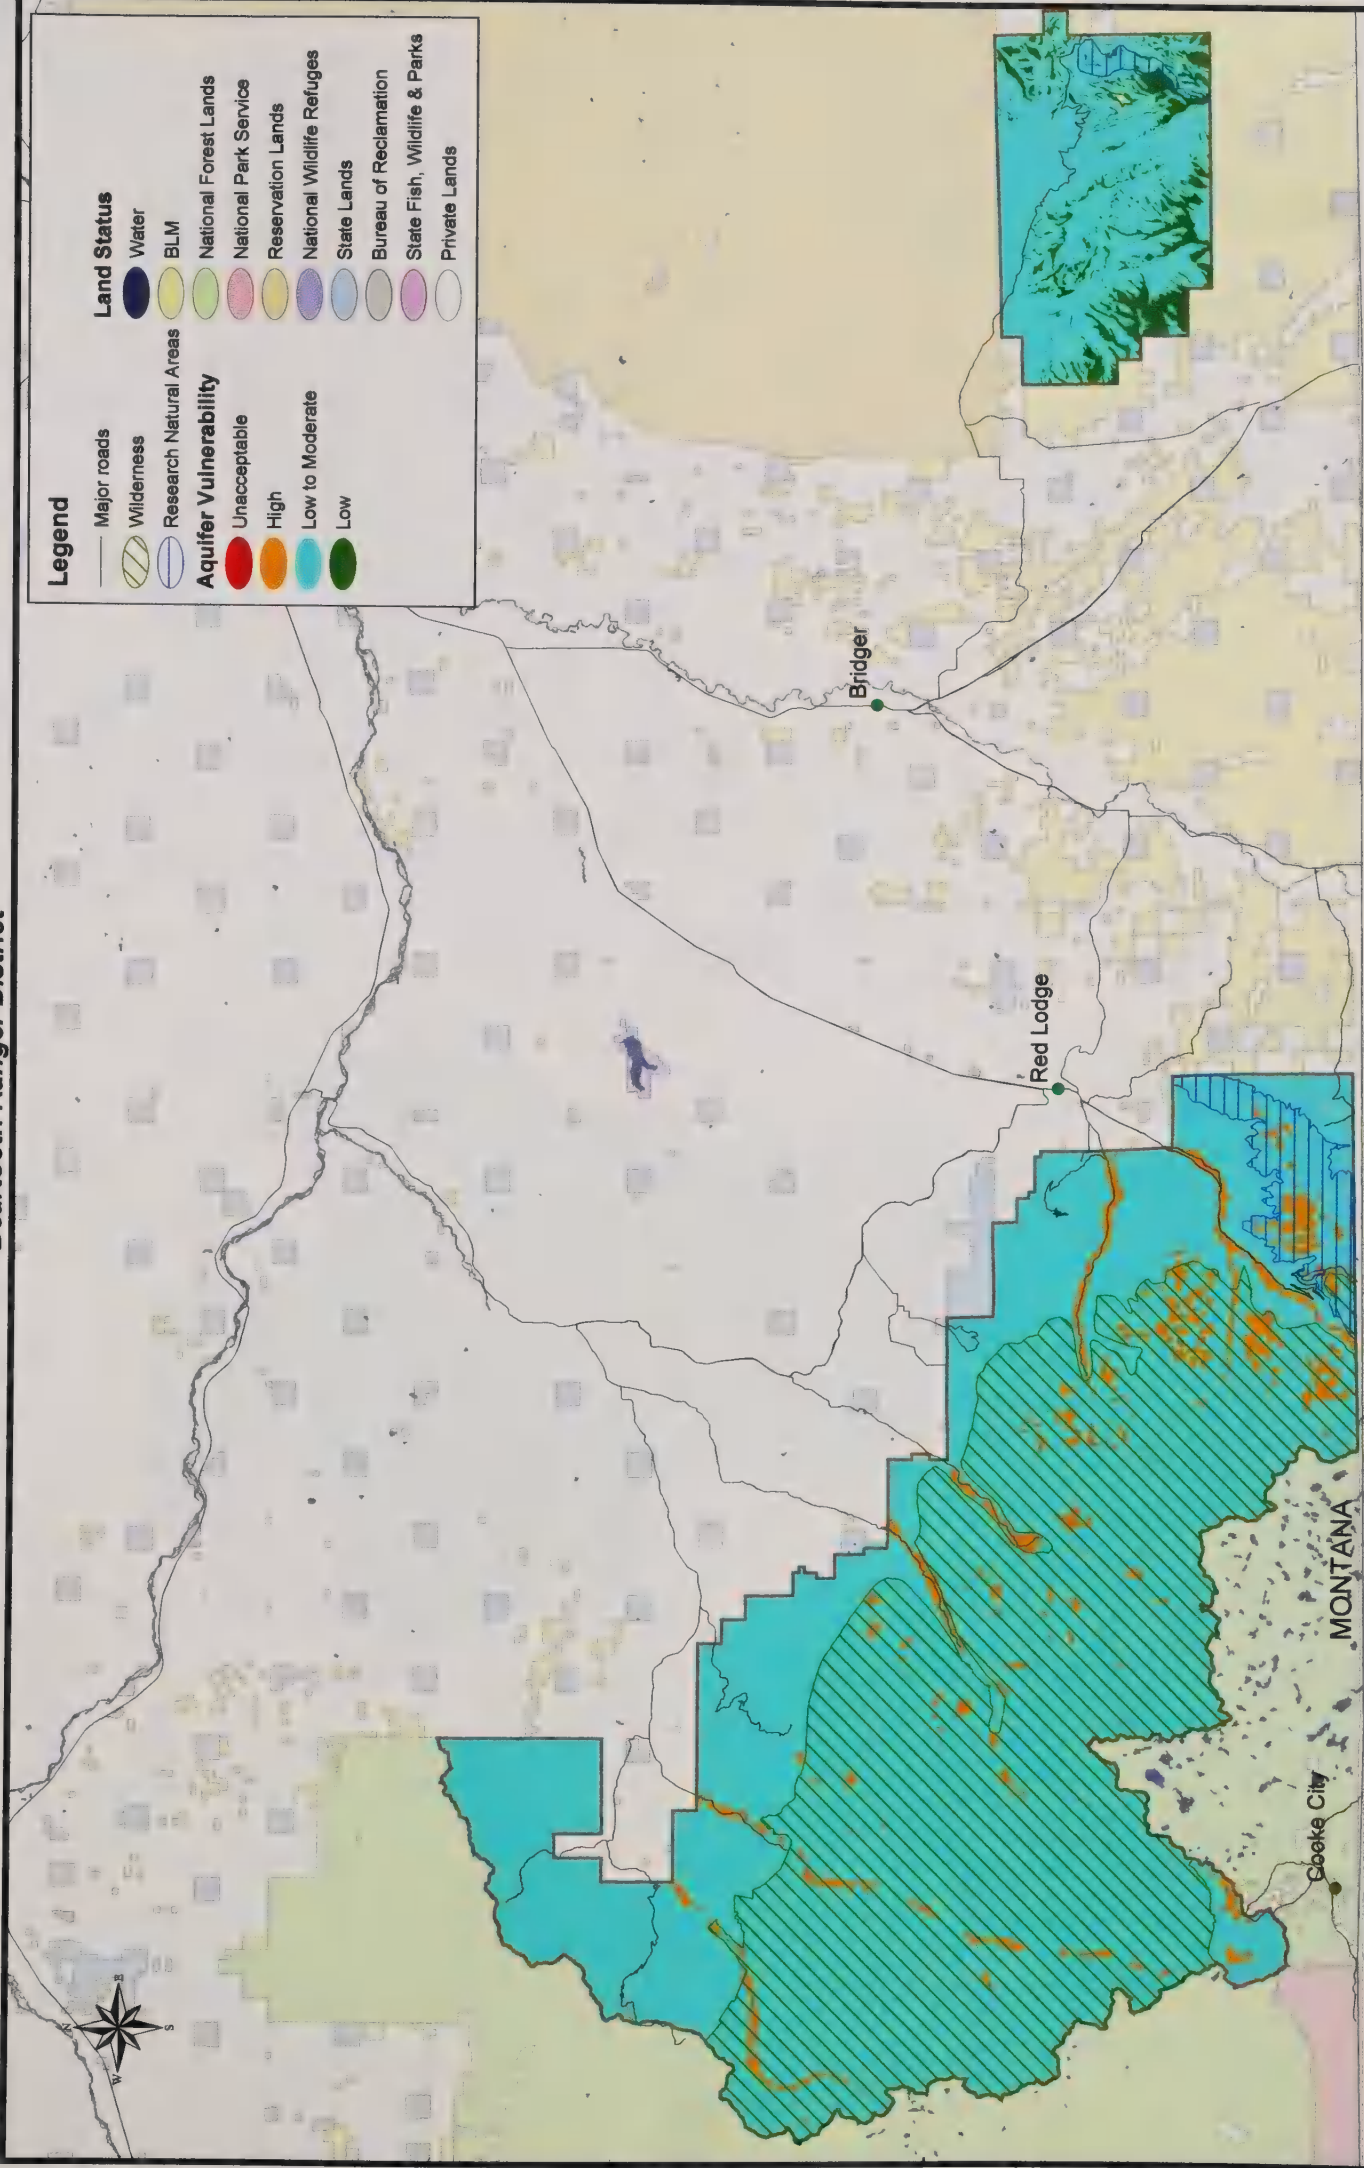 Legend
Major roads
Wilderness
Research Natural Areas
Aquifer Vulnerability
Unacceptable
High
Low to Moderate
Low
Land Status
Water
BLM
National Forest Lands
National Park Service
Reservation Lands
National Wildlife Refuges
State Lands
Bureau of Reclamation
State Fish, Wildlife & Parks
Private Lands
N
W
E
S
Bridger
Red Lodge
Cooke City
MONTANA